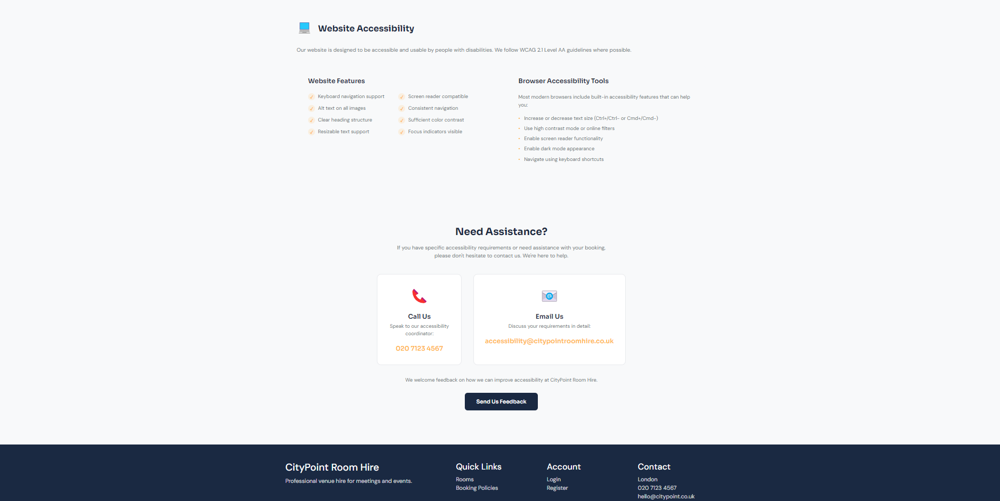 Website Accessibility
Our website is designed to be accessible and usable by people with disabilities. We follow WCAG 2.1 Level AA guidelines where possible.
Website Features
Keyboard navigation support
Alt text on all images
Clear heading structure
Resizable text support
Screen reader compatible
Consistent navigation
Sufficient color contrast
Focus indicators visible
Browser Accessibility Tools
Most modern browsers include built-in accessibility features that can help
you:
Increase or decrease text size (Ctrl+/Ctrl- or Cmd+/Cmd-)
Use high contrast mode or online filters
Enable screen reader functionality
Enable dark mode appearance
Navigate using keyboard shortcuts
Need Assistance?
If you have specific accessibility requirements or need assistance with your booking,
please don't hesitate to contact us. We're here to help.
Call Us
Speak to our accessibility
coordinator:
020 7123 4567
Email Us
Discuss your requirements in detail:
accessibility@citypointroomhire.co.uk
We welcome feedback on how we can improve accessibility at CityPoint Room Hire.
Send Us Feedback
CityPoint Room Hire
Professional venue hire for meetings and events.
Quick Links
Rooms
Booking Policies
Account
Login
Register
Contact
London
020 7123 4567
hello@citypoint.co.uk